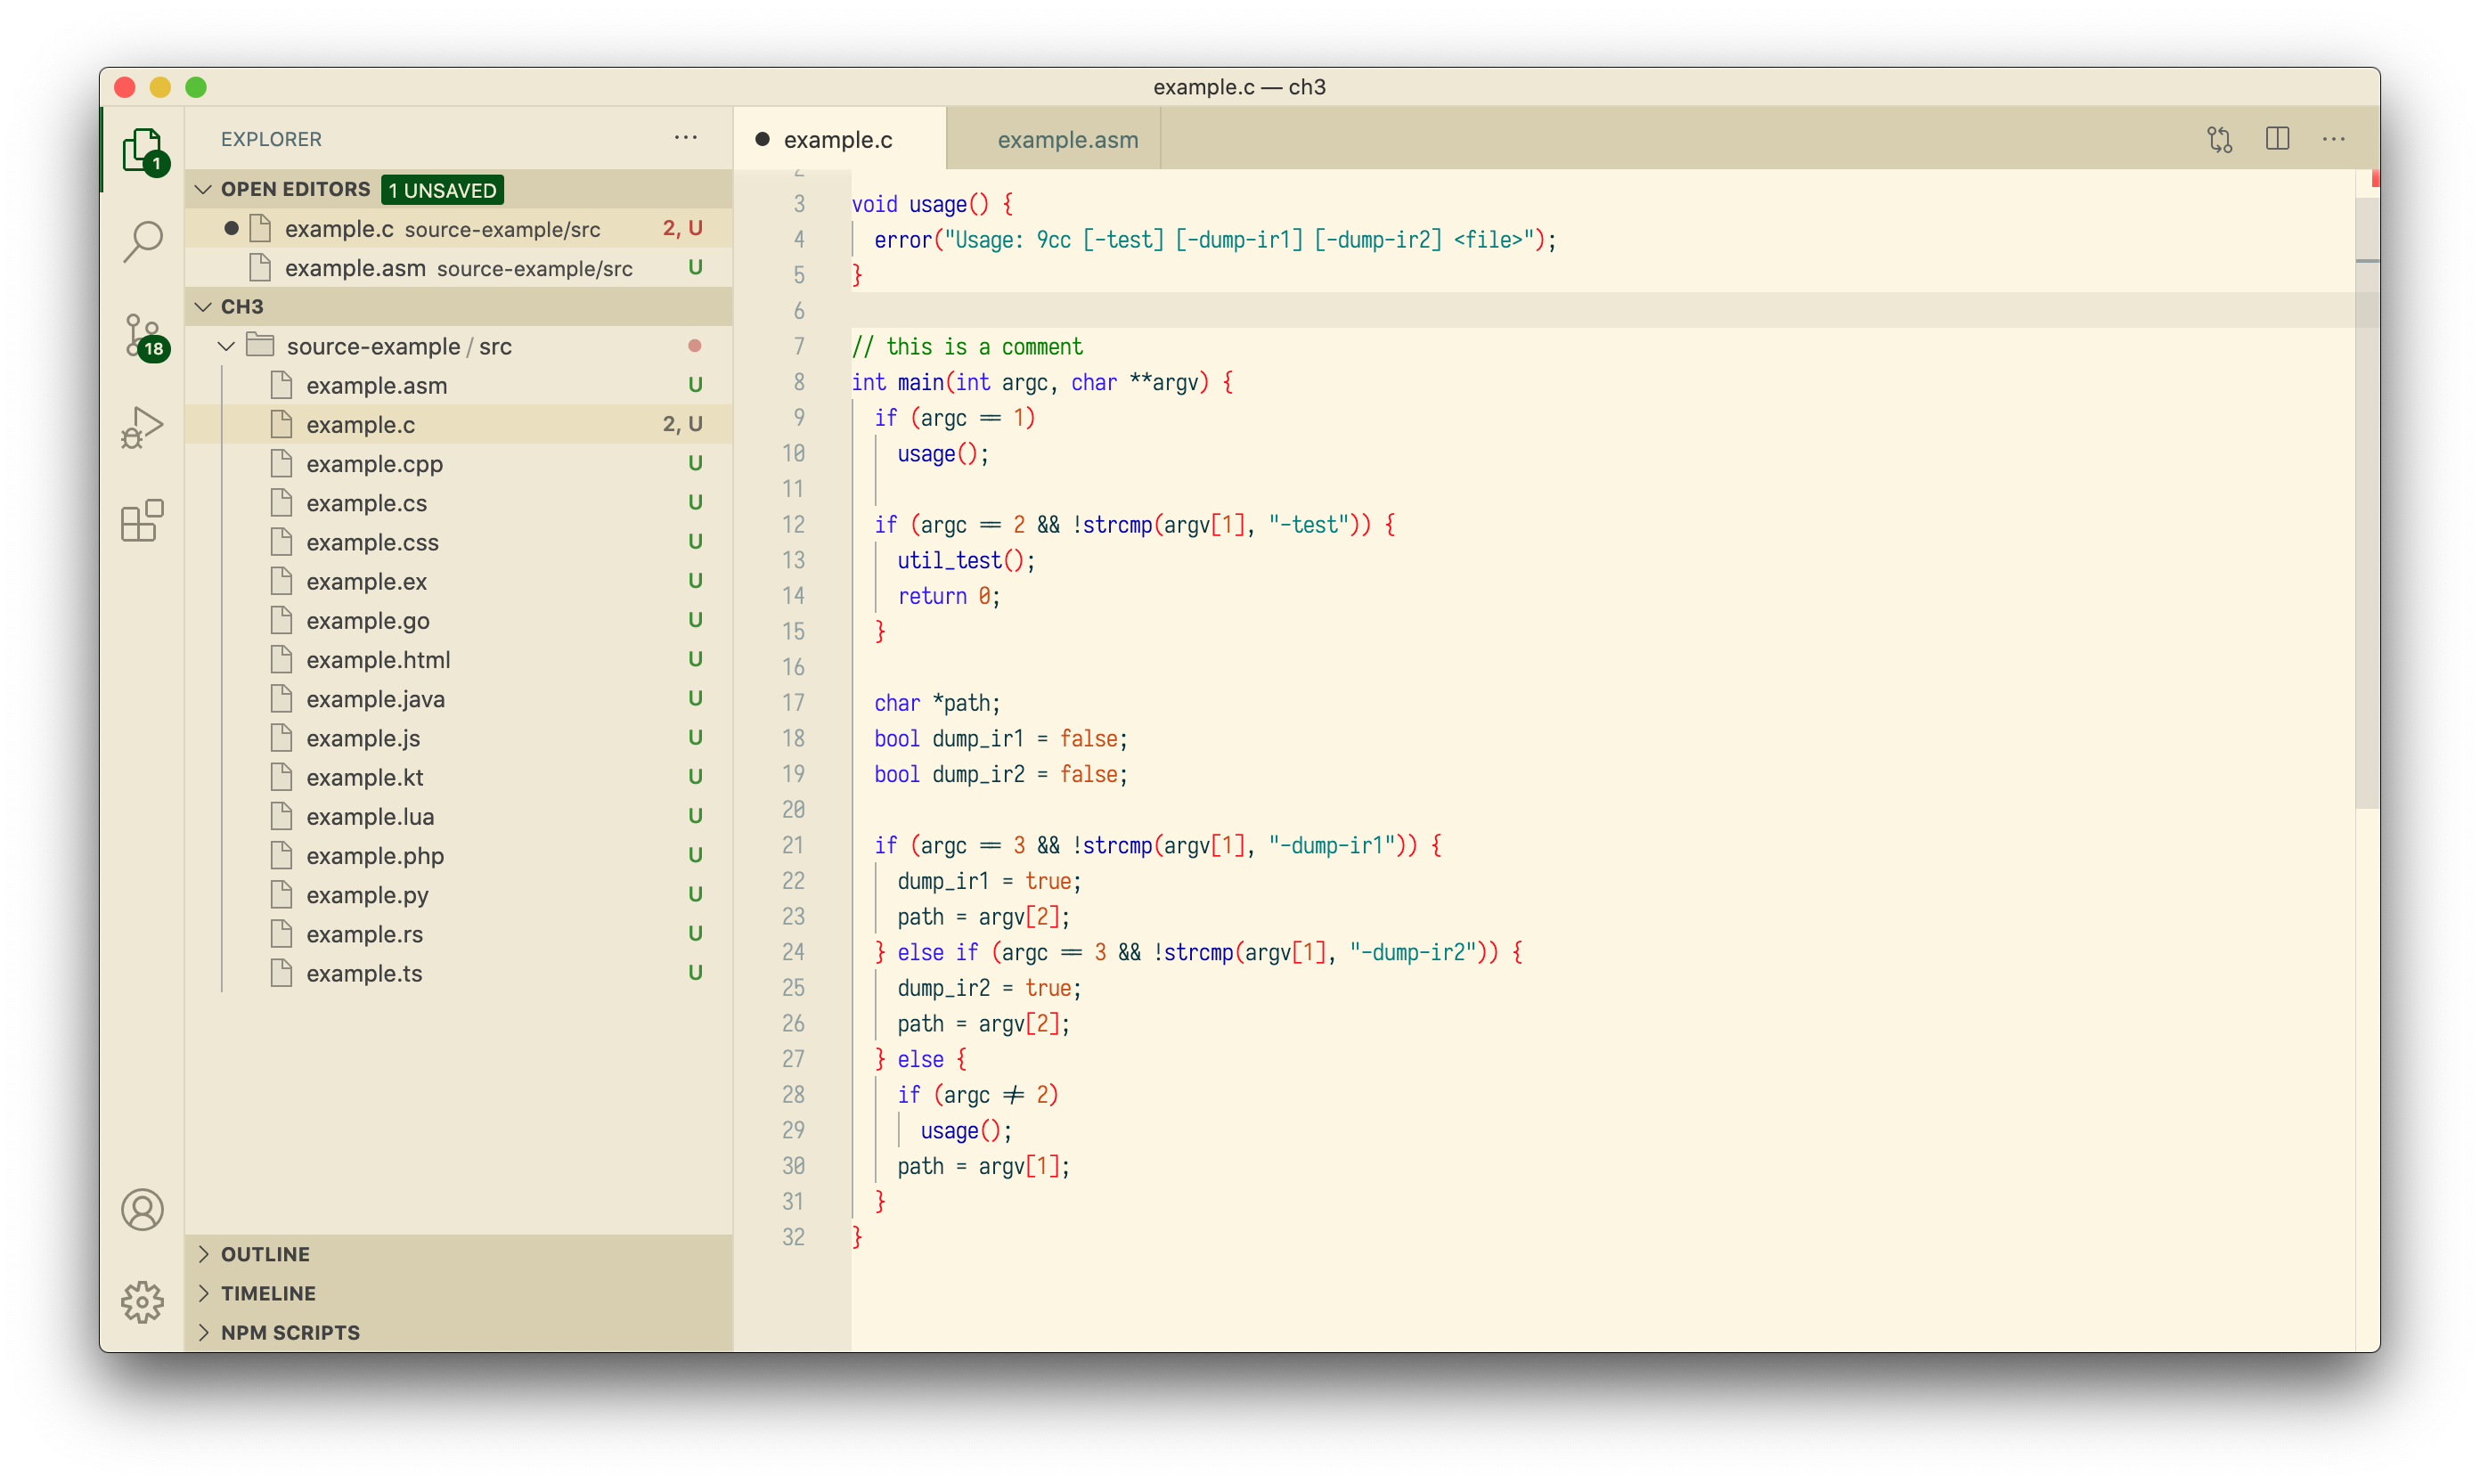 example.c — ch3
1
18
EXPLORER
OPEN EDITORS 1 UNSAVED
example.c source-example/src 2, U
example.asm source-example/src U
CH3
source-example / src
example.asm U
example.c 2, U
example.cpp U
example.cs U
example.css U
example.ex U
example.go U
example.html U
example.java U
example.js U
example.kt U
example.lua U
example.php U
example.py U
example.rs U
example.ts U
OUTLINE
TIMELINE
NPM SCRIPTS
example.c example.asm
2
3 void usage() {
4   error("Usage: 9cc [-test] [-dump-ir1] [-dump-ir2] <file>");
5 }
6
7 // this is a comment
8 int main(int argc, char **argv) {
9   if (argc == 1)
10     usage();
11
12   if (argc == 2 && !strcmp(argv[1], "-test")) {
13     util_test();
14     return 0;
15   }
16
17   char *path;
18   bool dump_ir1 = false;
19   bool dump_ir2 = false;
20
21   if (argc == 3 && !strcmp(argv[1], "-dump-ir1")) {
22     dump_ir1 = true;
23     path = argv[2];
24   } else if (argc == 3 && !strcmp(argv[1], "-dump-ir2")) {
25     dump_ir2 = true;
26     path = argv[2];
27   } else {
28     if (argc != 2)
29       usage();
30     path = argv[1];
31   }
32 }